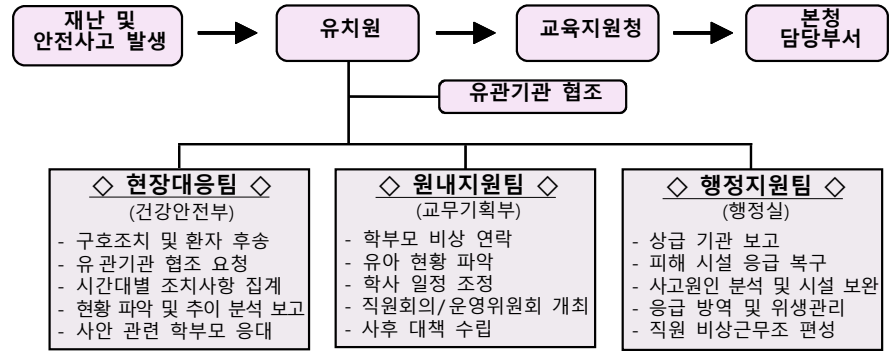 재난 및
안전사고 발생
유치원
교육지원청
본청
담당부서
유관기관 협조
◇ 현장대응팀 ◇
(건강안전부)
- 구호조치 및 환자 후송
- 유관기관 협조 요청
- 시간대별 조치사항 집계
- 현황 파악 및 추이 분석 보고
- 사안 관련 학부모 응대
◇ 원내지원팀 ◇
(교무기획부)
- 학부모 비상 연락
- 유아 현황 파악
- 학사 일정 조정
- 직원회의/운영위원회 개최
- 사후 대책 수립
◇ 행정지원팀 ◇
(행정실)
- 상급 기관 보고
- 피해 시설 응급 복구
- 사고원인 분석 및 시설 보완
- 응급 방역 및 위생관리
- 직원 비상근무조 편성